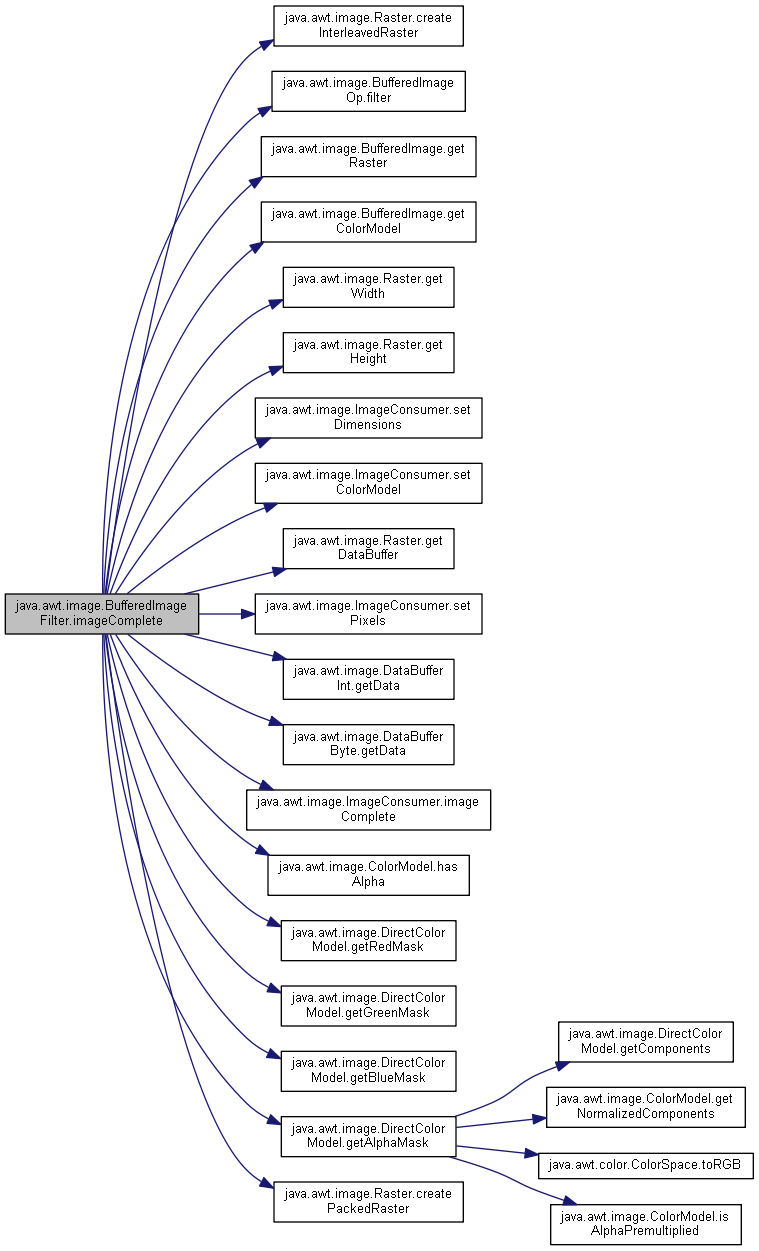 java.awt.image.Raster.create
InterleavedRaster
java.awt.image.BufferedImage
Op.filter
java.awt.image.BufferedImage.get
Raster
java.awt.image.BufferedImage.get
ColorModel
java.awt.image.Raster.get
Width
java.awt.image.Raster.get
Height
java.awt.image.ImageConsumer.set
Dimensions
java.awt.image.ImageConsumer.set
ColorModel
java.awt.image.Raster.get
DataBuffer
java.awt.image.BufferedImage
Filter.imageComplete
java.awt.image.ImageConsumer.set
Pixels
java.awt.image.DataBuffer
Int.getData
java.awt.image.DataBuffer
Byte.getData
java.awt.image.ImageConsumer.image
Complete
java.awt.image.ColorModel.has
Alpha
java.awt.image.DirectColor
Model.getRedMask
java.awt.image.DirectColor
Model.getGreenMask
java.awt.image.DirectColor
Model.getBlueMask
java.awt.image.DirectColor
Model.getAlphaMask
java.awt.image.Raster.create
PackedRaster
java.awt.image.DirectColor
Model.getComponents
java.awt.image.ColorModel.get
NormalizedComponents
java.awt.color.ColorSpace.toRGB
java.awt.image.ColorModel.is
AlphaPremultiplied